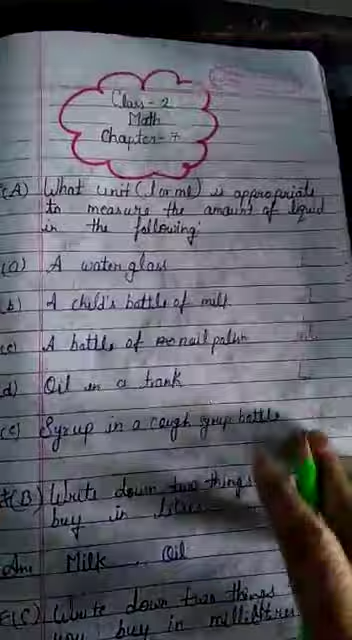 Class - 2
Math
Chapter - 7
(A) What unit (l or ml) is appropriate
to measure the amount of liquid
in the following:
(a) A water glass
(b) A child's bottle of milk
(c) A bottle of nail polish
(d) Oil in a tank
(e) Syrup in a cough syrup bottle
(B) Write down two things
buy in litres
Ans Milk Oil
(C) Write down two things
you buy in millilitres